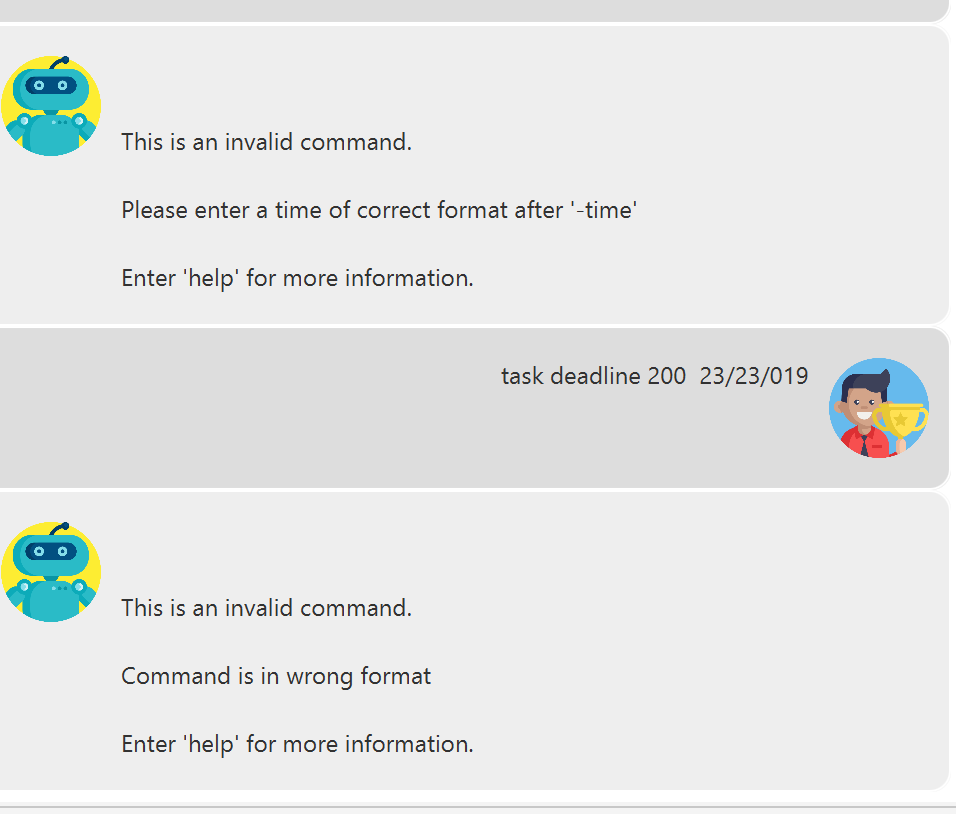 This is an invalid command.
Please enter a time of correct format after '-time'
Enter 'help' for more information.
task deadline 200  23/23/019
This is an invalid command.
Command is in wrong format
Enter 'help' for more information.